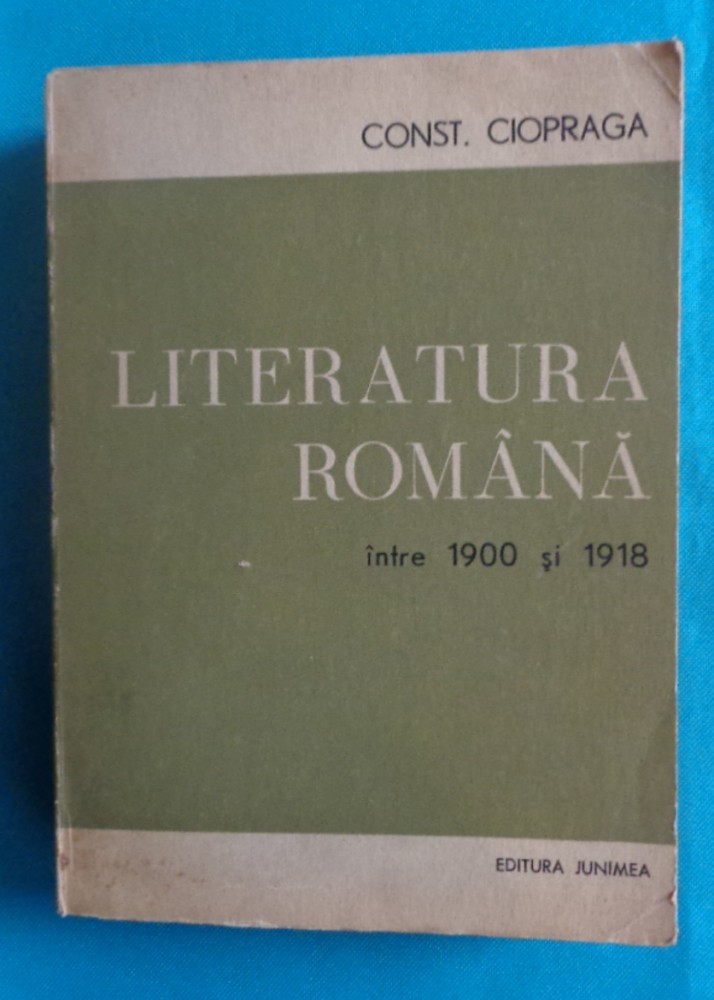 CONST. CIOPRAGA
LITERATURA
ROMÂNĂ
între 1900 şi 1918
EDITURA JUNIMEA